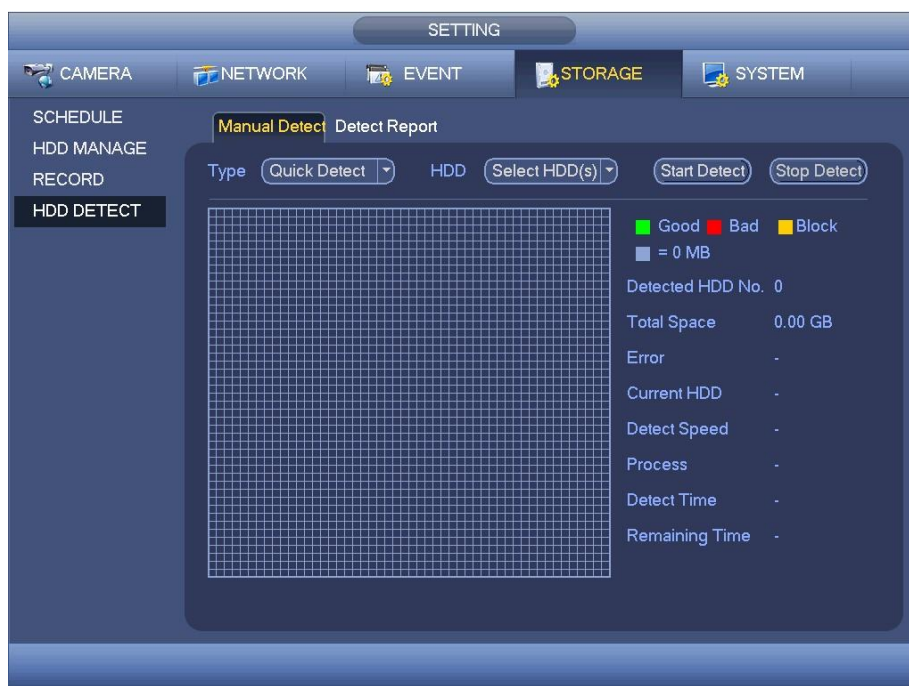 SETTING
CAMERA NETWORK EVENT STORAGE SYSTEM
SCHEDULE
HDD MANAGE
RECORD
HDD DETECT
Manual Detect Detect Report
Type Quick Detect HDD Select HDD(s) Start Detect Stop Detect
Good Bad Block
= 0 MB
Detected HDD No. 0
Total Space 0.00 GB
Error -
Current HDD -
Detect Speed -
Process -
Detect Time -
Remaining Time -